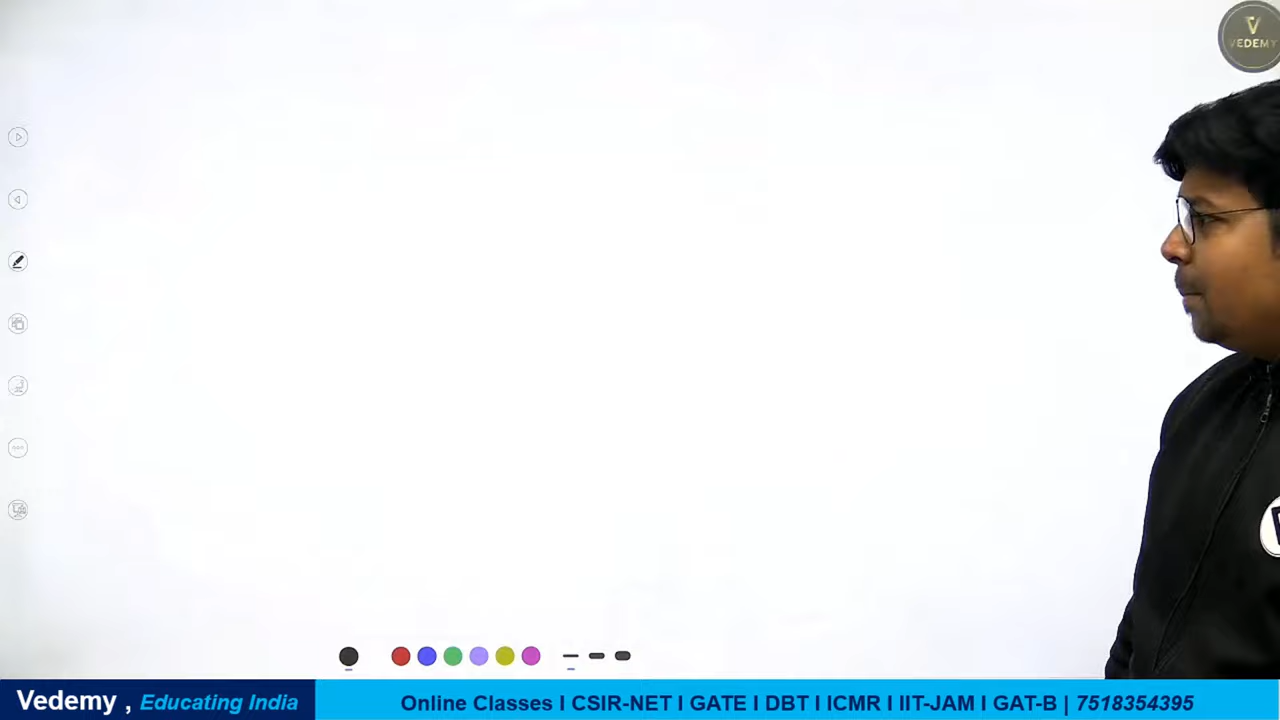 VEDEMY
Vedemy , Educating India
Online Classes I CSIR-NET I GATE I DBT I ICMR I IIT-JAM I GAT-B | 7518354395